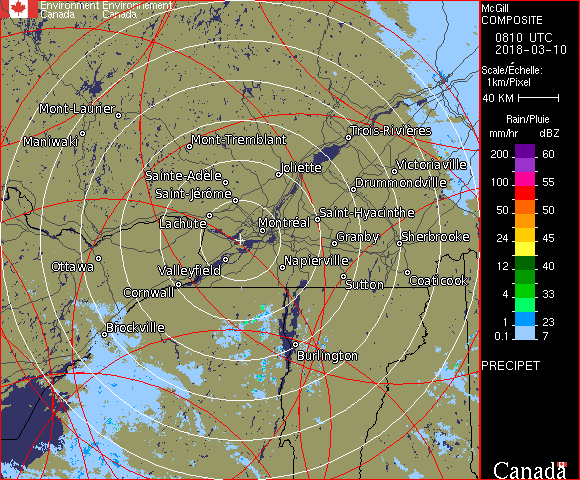 Environment Environnement
Canada Canada
McGill
COMPOSITE
0810 UTC
2018-03-10
Scale/Échelle:
1km/Pixel
40 KM
Rain/Pluie
mm/hr dBZ
200 60
150 57
100 55
50 50
24 45
12 40
4 33
1 23
0.1 7
PRECIPET
Canada
Mont-Laurier
Maniwaki
Mont-Tremblant
Trois-Rivières
Sainte-Adèle
Joliette
Victoriaville
Saint-Jérôme
Drummondville
Lachute
Montréal
Saint-Hyacinthe
Granby
Sherbrooke
Ottawa
Valleyfield
Napierville
Cornwall
Sutton
Coaticook
Brockville
Burlington